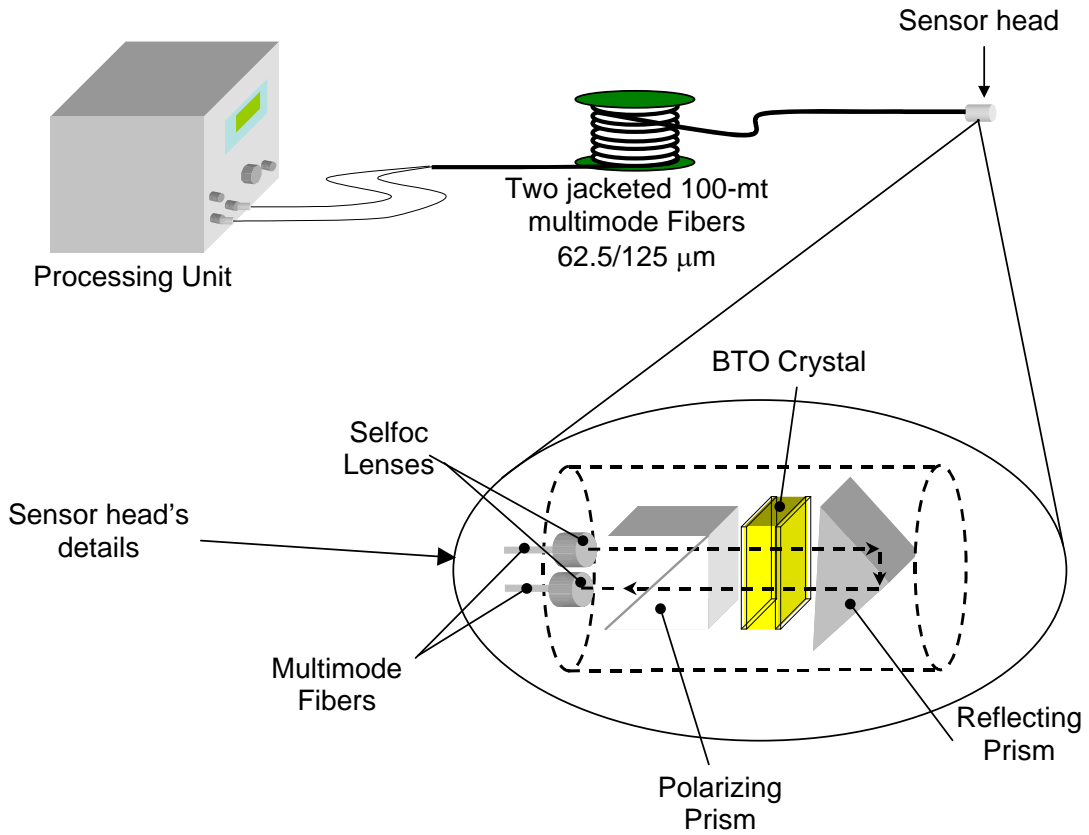 Sensor head
Two jacketed 100-mt
multimode Fibers
62.5/125 μm
Processing Unit
BTO Crystal
Selfoc
Lenses
Sensor head's
details
Multimode
Fibers
Reflecting
Prism
Polarizing
Prism